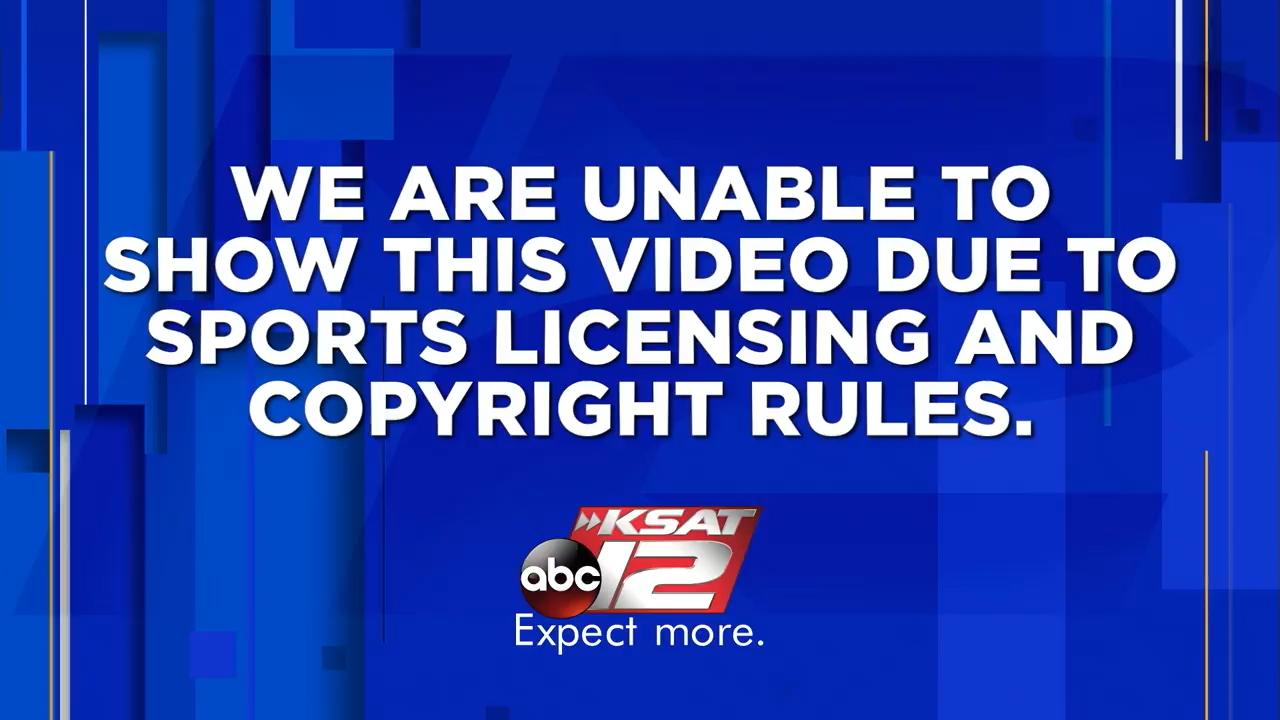 WE ARE UNABLE TO
SHOW THIS VIDEO DUE TO
SPORTS LICENSING AND
COPYRIGHT RULES.
KSAT
abc 12
Expect more.